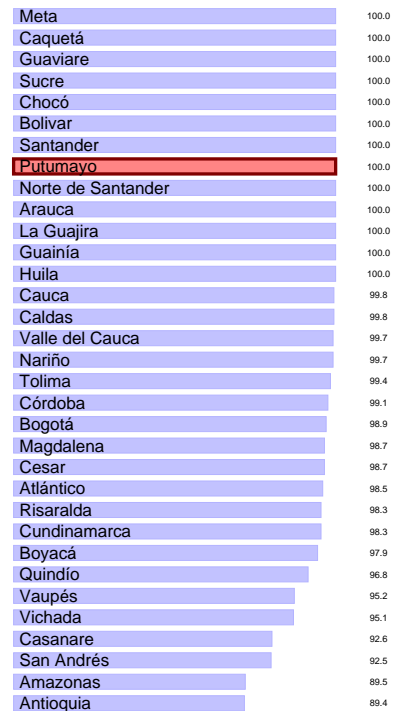 Meta 100.0
Caquetá 100.0
Guaviare 100.0
Sucre 100.0
Chocó 100.0
Bolivar 100.0
Santander 100.0
Putumayo 100.0
Norte de Santander 100.0
Arauca 100.0
La Guajira 100.0
Guainía 100.0
Huila 100.0
Cauca 99.8
Caldas 99.8
Valle del Cauca 99.7
Nariño 99.7
Tolima 99.4
Córdoba 99.1
Bogotá 98.9
Magdalena 98.7
Cesar 98.7
Atlántico 98.5
Risaralda 98.3
Cundinamarca 98.3
Boyacá 97.9
Quindío 96.8
Vaupés 95.2
Vichada 95.1
Casanare 92.6
San Andrés 92.5
Amazonas 89.5
Antioquia 89.4